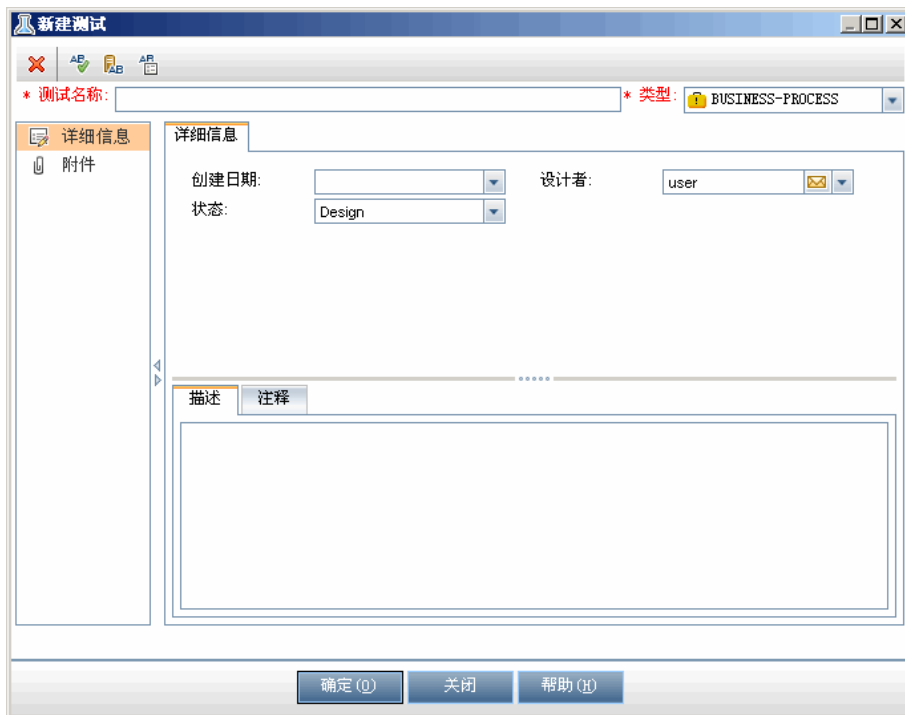 新建测试
* 测试名称: * 类型: BUSINESS-PROCESS
详细信息
附件
详细信息
创建日期: 设计者: user
状态: Design
描述 注释
确定(O) 关闭 帮助(H)